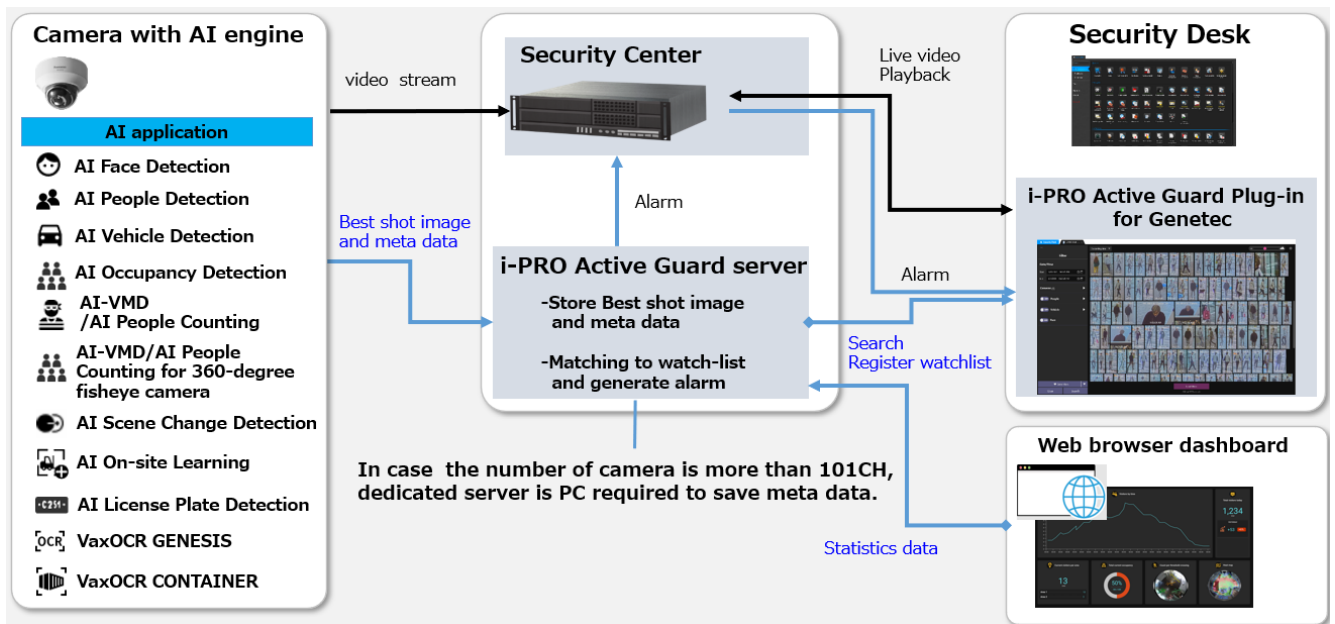 Camera with AI engine
AI application
AI Face Detection
AI People Detection
AI Vehicle Detection
AI Occupancy Detection
AI-VMD
/AI People Counting
AI-VMD/AI People
Counting for 360-degree
fisheye camera
AI Scene Change Detection
AI On-site Learning
·C251·
AI License Plate Detection
OCR
VaxOCR GENESIS
VaxOCR CONTAINER
video stream
Best shot image
and meta data
Security Center
Alarm
i-PRO Active Guard server
-Store Best shot image
and meta data
-Matching to watch-list
and generate alarm
In case the number of camera is more than 101CH,
dedicated server is PC required to save meta data.
Live video
Playback
Alarm
Search
Register watchlist
Statistics data
Security Desk
i-PRO Active Guard Plug-in
for Genetec
Web browser dashboard
1,234
13
50%